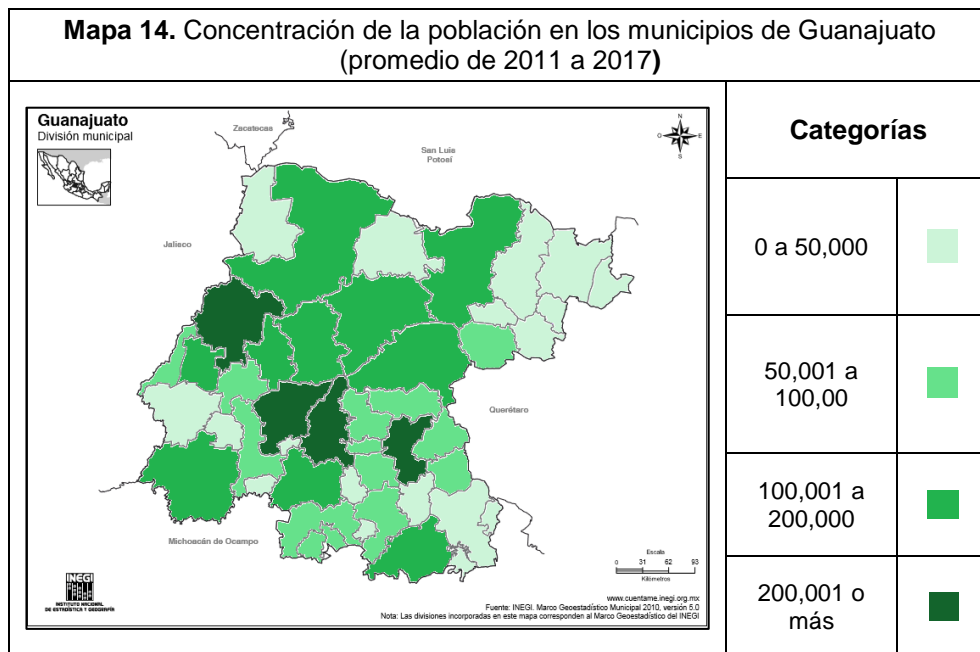 Mapa 14. Concentración de la población en los municipios de Guanajuato
(promedio de 2011 a 2017)
Guanajuato
División municipal
Zacatecas
San Luis
Potosí
N
O
E
S
Jalisco
Querétaro
Michoacán de Ocampo
Escala
0 31 62 93
Kilómetros
INEGI
INSTITUTO NACIONAL
DE ESTADÍSTICA Y GEOGRAFÍA
www.cuentame.inegi.org.mx
Fuente: INEGI. Marco Geoestadístico Municipal 2010, versión 5.0
Nota: Las divisiones incorporadas en este mapa corresponden al Marco Geoestadístico del INEGI
Categorías
0 a 50,000
50,001 a
100,00
100,001 a
200,000
200,001 o
más